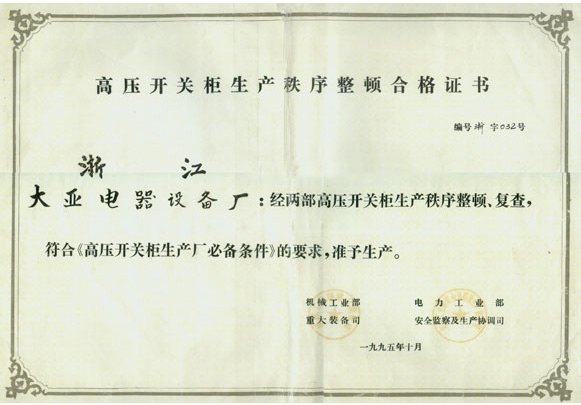 高压开关柜生产秩序整顿合格证书
编号浙字032号
浙江
大亚电器设备厂：经两部高压开关柜生产秩序整顿、复查，
符合《高压开关柜生产厂必备条件》的要求，准予生产。
机械工业部 电力工业部
重大装备司 安全监察及生产协调司
一九九五年十月